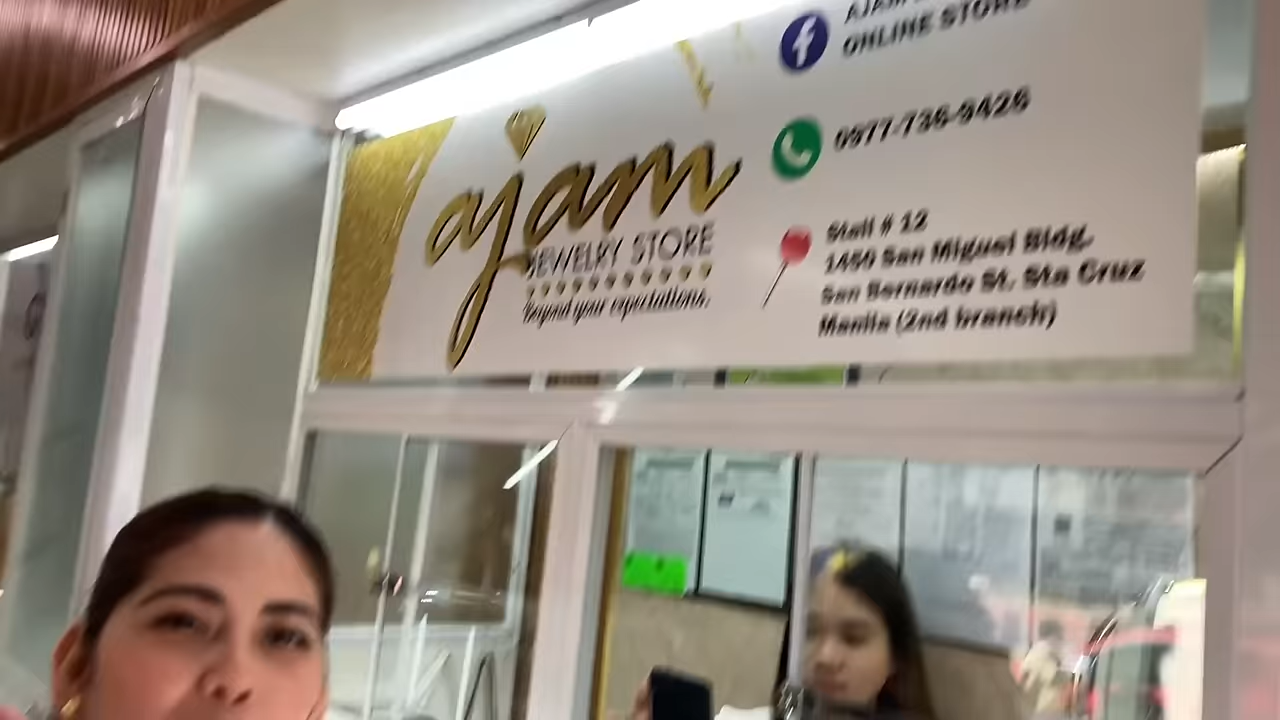 ajam
JEWELRY STORE
beyond your expectations.
AJAM
ONLINE STORE
0977-736-9426
Stall # 12
1450 San Miguel Bldg.
San Bernardo St. Sta Cruz
Manila (2nd branch)